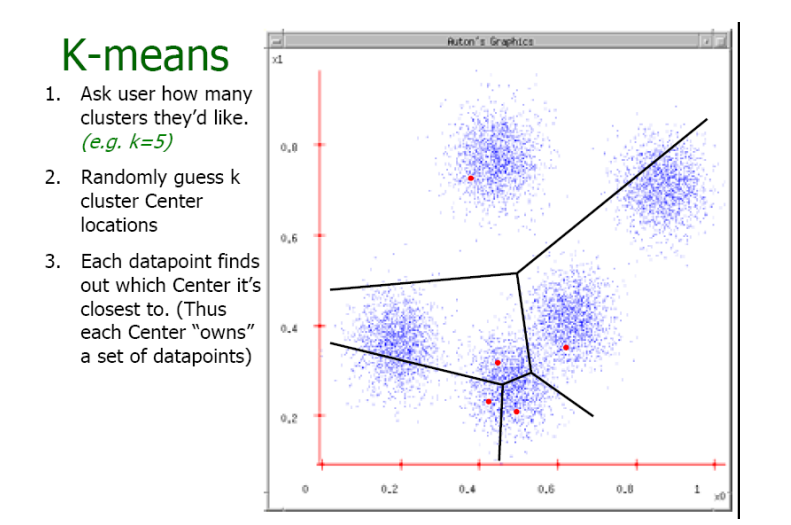 K-means
1. Ask user how many
clusters they'd like.
(e.g. k=5)
2. Randomly guess k
cluster Center
locations
3. Each datapoint finds
out which Center it's
closest to. (Thus
each Center “owns”
a set of datapoints)
Auton's Graphics
x1
0.8
0.6
0.4
0.2
0 0.2 0.4 0.6 0.8 1
x0